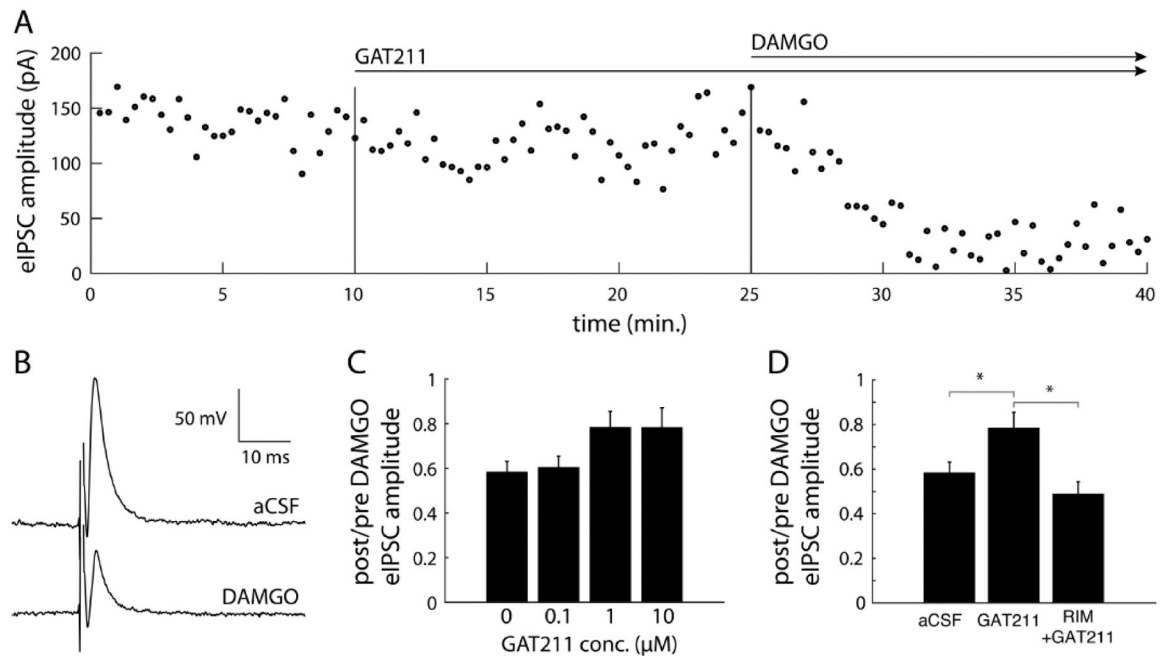 A
eIPSC amplitude (pA)
200
150
100
50
0
GAT211
DAMGO
0 5 10 15 20 25 30 35 40
time (min.)
B
50 mV
10 ms
aCSF
DAMGO
C
post/pre DAMGO
eIPSC amplitude
1
0.8
0.6
0.4
0.2
0
0 0.1 1 10
GAT211 conc. (µM)
D
post/pre DAMGO
eIPSC amplitude
1
0.8
0.6
0.4
0.2
0
* *
aCSF GAT211 RIM
+GAT211